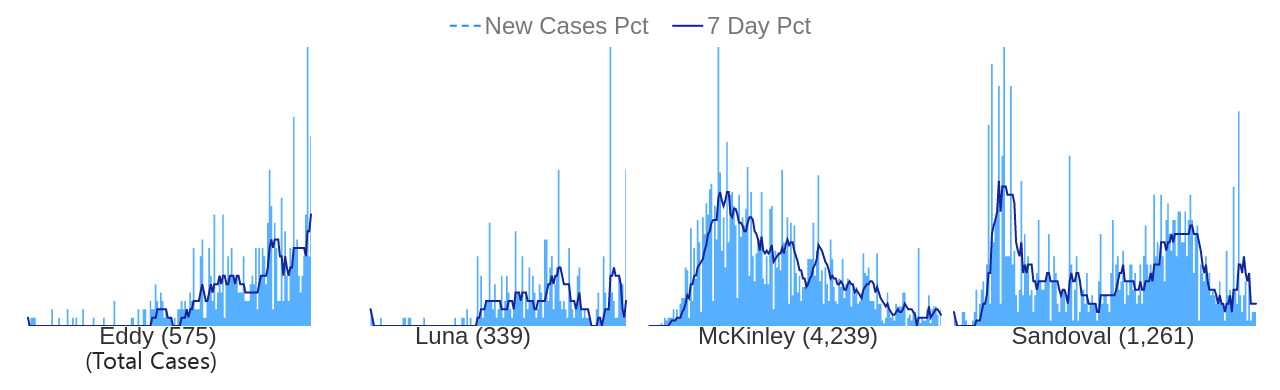 New Cases Pct 7 Day Pct
Eddy (575) Luna (339) McKinley (4,239) Sandoval (1,261)
(Total Cases)